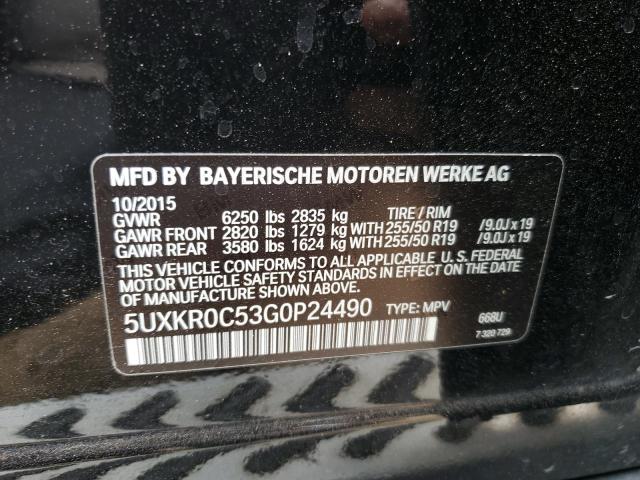 MFD BY BAYERISCHE MOTOREN WERKE AG
10/2015
GVWR 6250 lbs 2835 kg TIRE / RIM
GAWR FRONT 2820 lbs 1279 kg WITH 255/50 R19 /9.0J x 19
GAWR REAR 3580 lbs 1624 kg WITH 255/50 R19 /9.0J x 19
THIS VEHICLE CONFORMS TO ALL APPLICABLE U. S. FEDERAL
MOTOR VEHICLE SAFETY STANDARDS IN EFFECT ON THE
DATE OF MANUFACTURE SHOWN ABOVE.
5UXKR0C53G0P24490 TYPE: MPV 668U
7 320 729